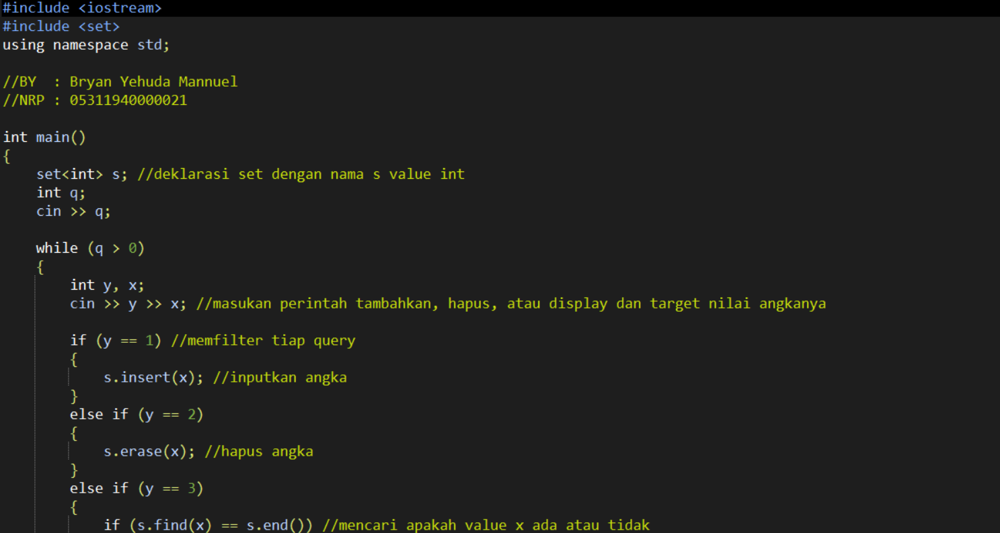 #include <iostream>
#include <set>
using namespace std;
//BY  : Bryan Yehuda Mannuel
//NRP : 05311940000021
int main()
{
    set<int> s; //deklarasi set dengan nama s value int
    int q;
    cin >> q;
    while (q > 0)
    {
        int y, x;
        cin >> y >> x; //masukan perintah tambahkan, hapus, atau display dan target nilai angkanya
        if (y == 1) //memfilter tiap query
        {
            s.insert(x); //inputkan angka
        }
        else if (y == 2)
        {
            s.erase(x); //hapus angka
        }
        else if (y == 3)
        {
            if (s.find(x) == s.end()) //mencari apakah value x ada atau tidak